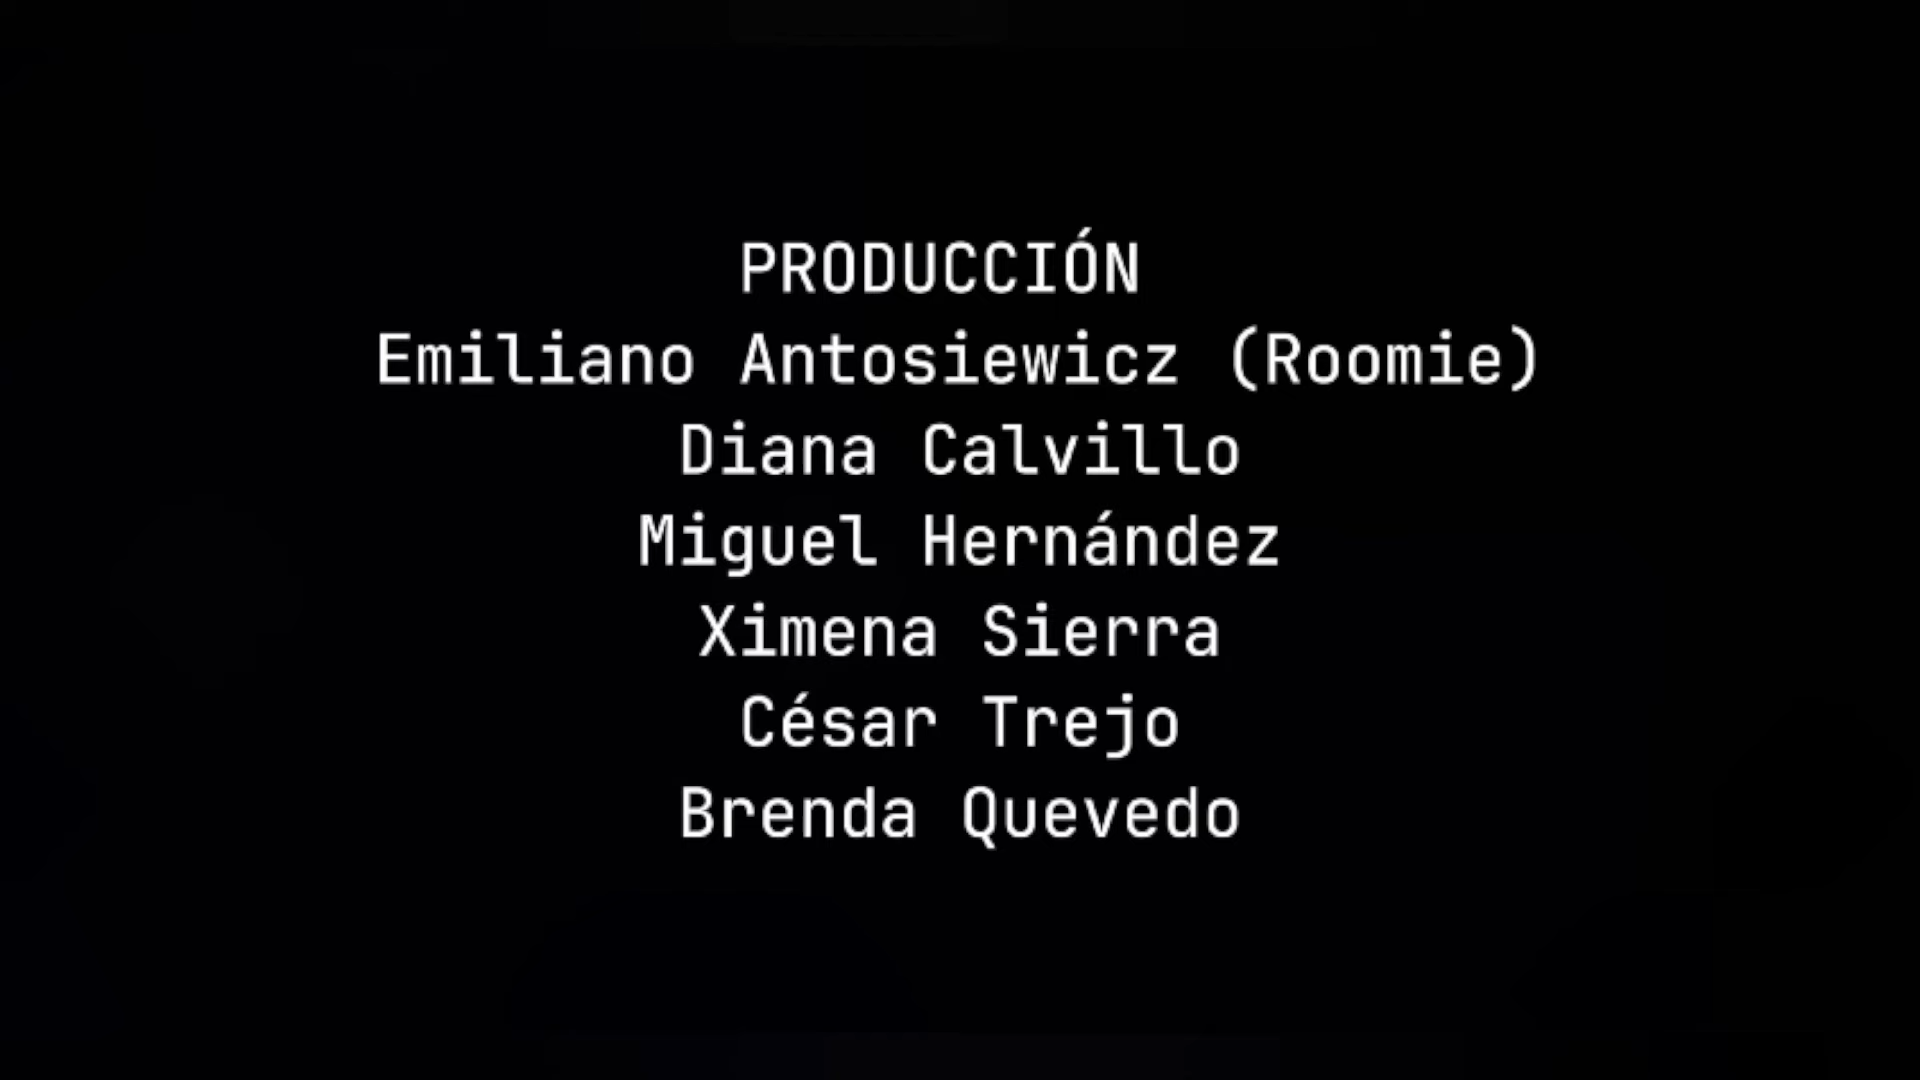 PRODUCCIÓN
Emiliano Antosiewicz (Roomie)
Diana Calvillo
Miguel Hernández
Ximena Sierra
César Trejo
Brenda Quevedo